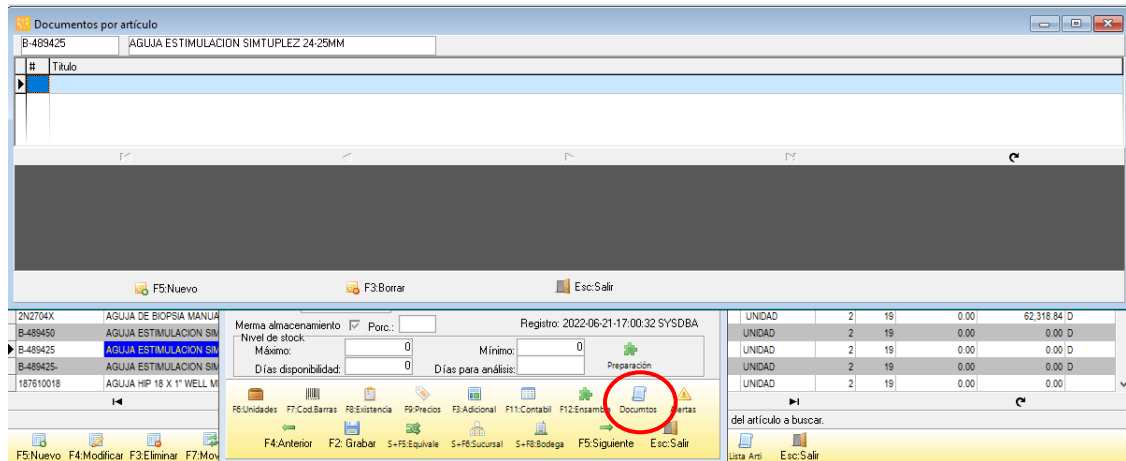 Documentos por artículo
B-489425 AGUJA ESTIMULACION SIMTUPLEZ 24-25MM
# Titulo
F5:Nuevo F3:Borrar Esc:Salir
2N2704X AGUJA DE BIOPSIA MANUA
B-489450 AGUJA ESTIMULACION SIM
B-489425 AGUJA ESTIMULACION SIM
B-489425- AGUJA ESTIMULACION SIM
187610018 AGUJA HIP 18 X 1" WELL MI
F5:Nuevo F4:Modificar F3:Eliminar F7:Mov
Merma almacenamiento Porc.: Registro: 2022-06-21-17:00:32 SYSDBA
Nivel de stock
Máximo: 0 Mínimo: 0
Días disponibilidad: 0 Días para análisis: Preparación
F6:Unidades F7:Cod.Barras F8:Existencia F9:Precios F3:Adicional F11:Contabil F12:Ensamble Documtos Alertas
F4:Anterior F2: Grabar S+F5:Equivale S+F6:Sucursal S+F8:Bodega F5:Siguiente Esc:Salir
UNIDAD 2 19 0.00 62,318.84 D
UNIDAD 2 19 0.00 0.00 D
UNIDAD 2 19 0.00 0.00 D
UNIDAD 2 19 0.00 0.00 D
UNIDAD 2 19 0.00 0.00
del artículo a buscar.
Lista Arti Esc:Salir